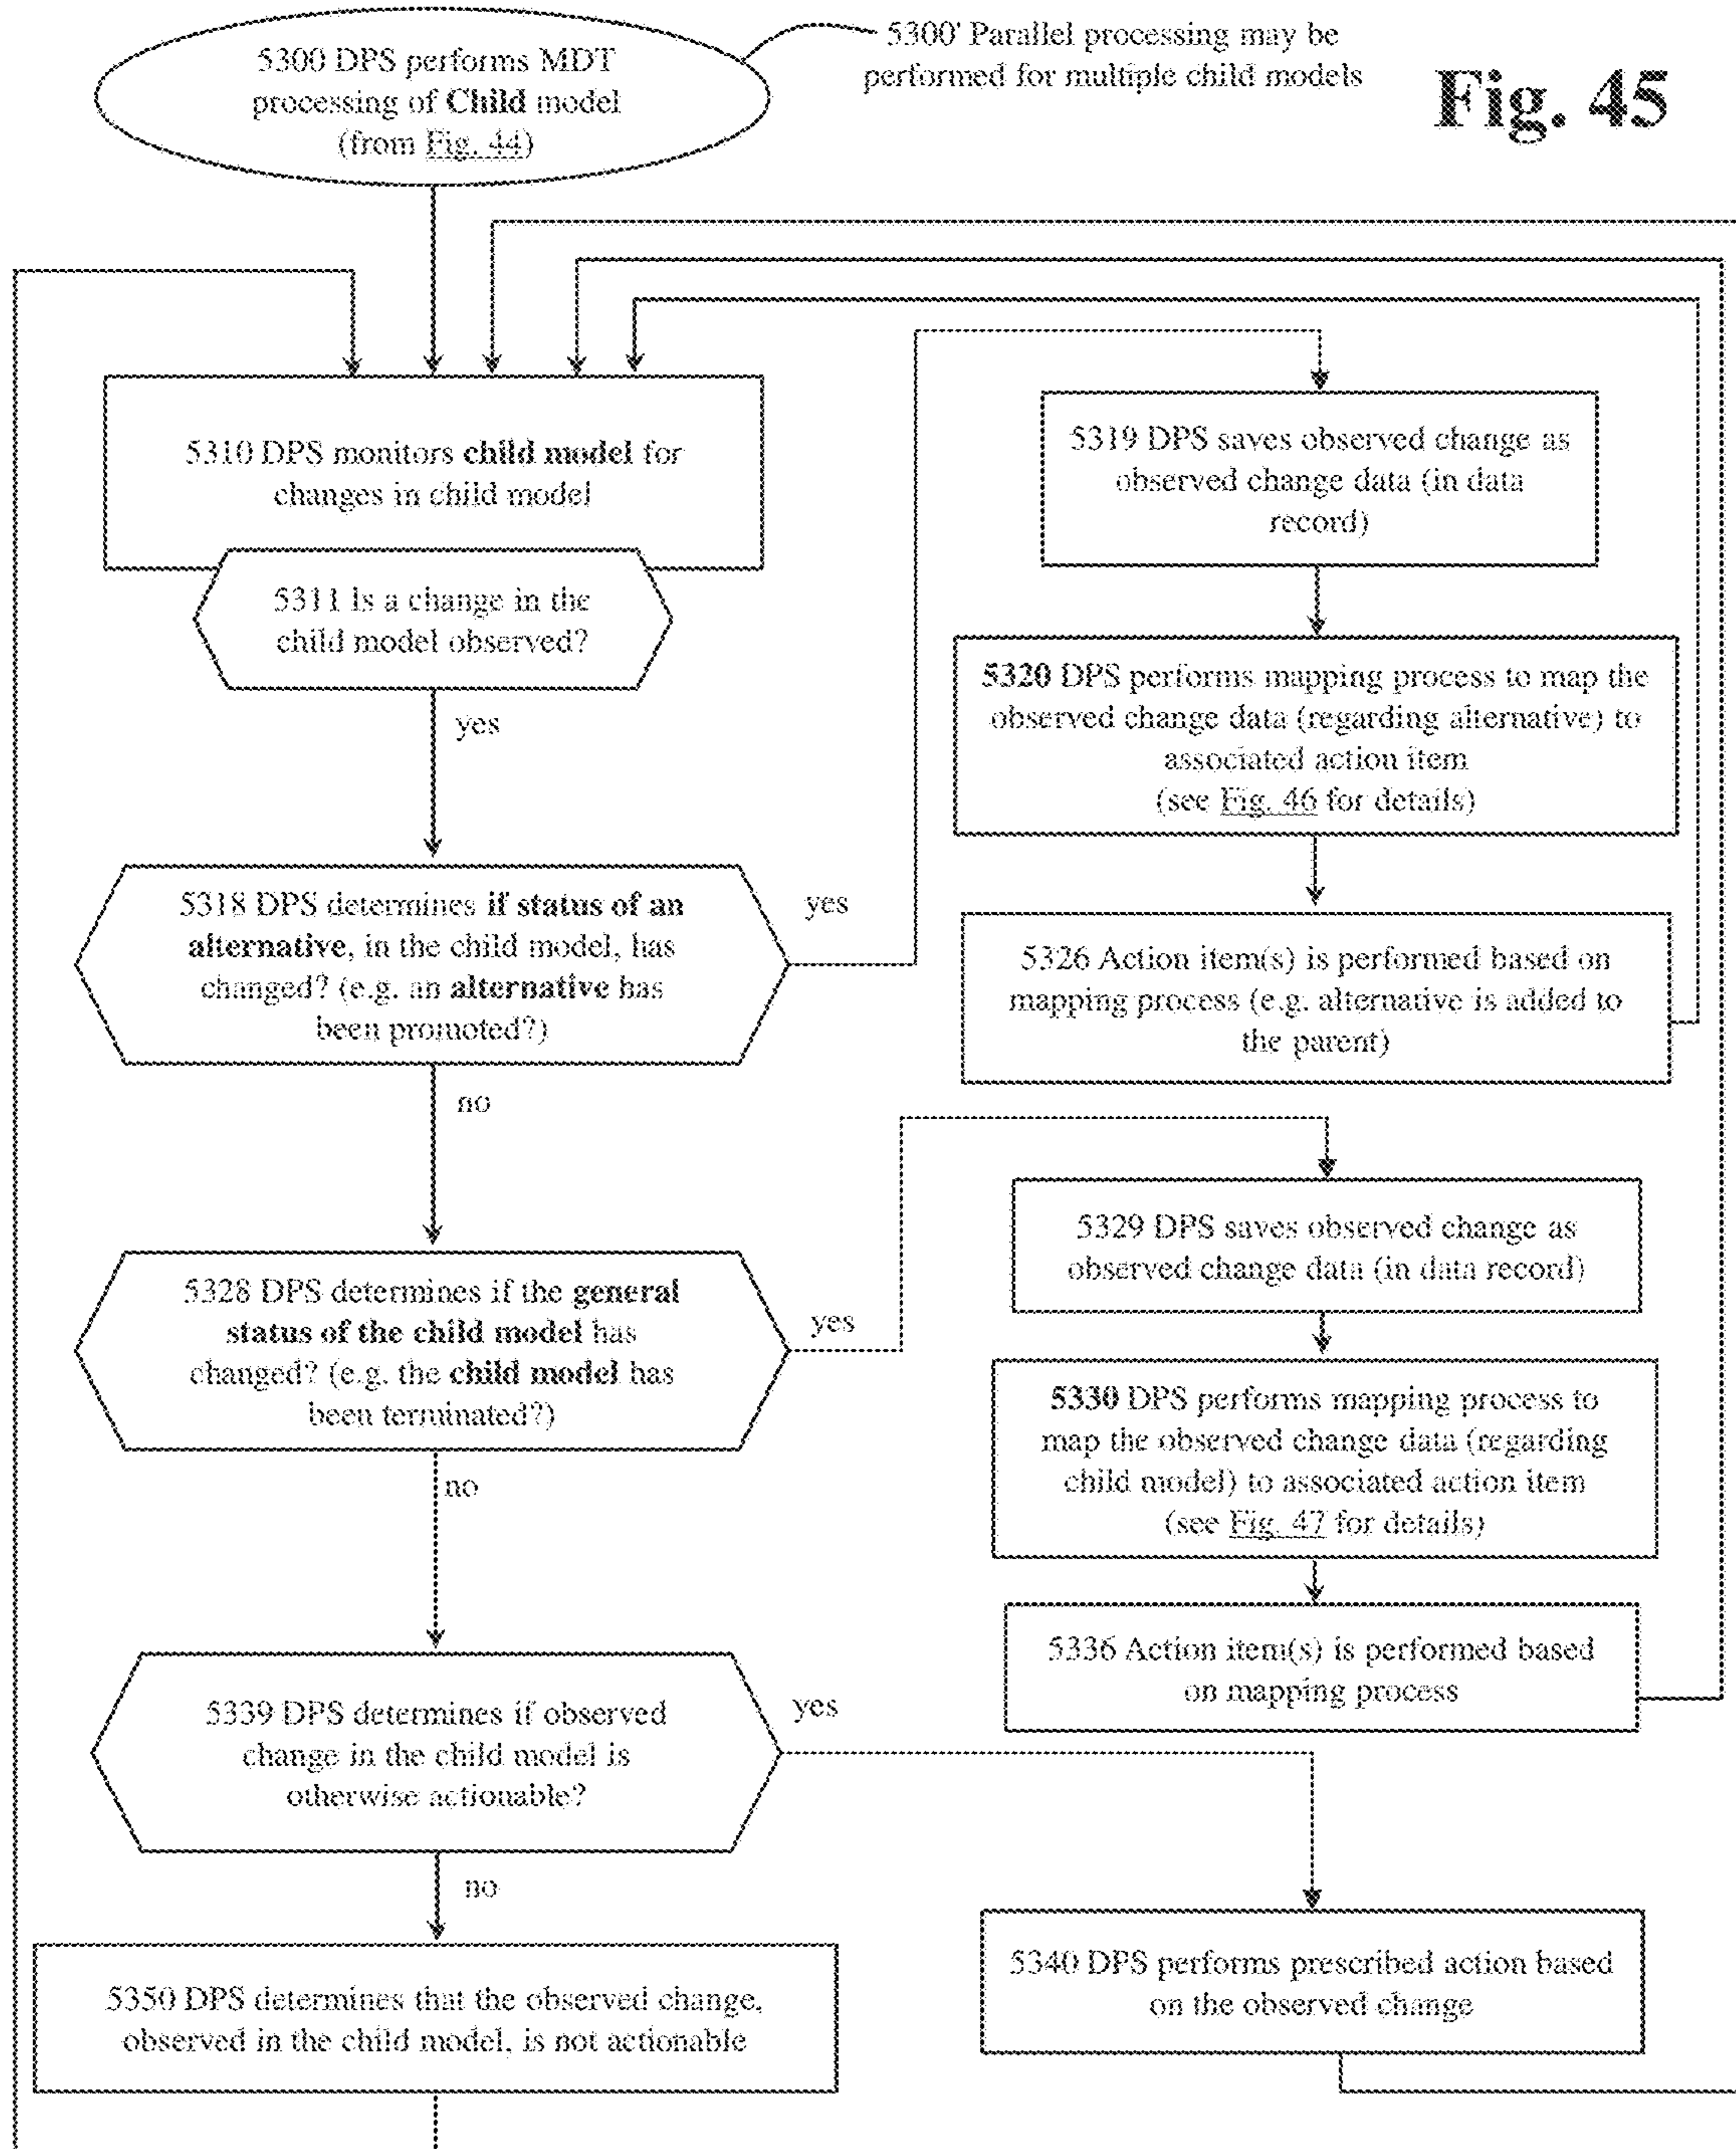 5300 DPS performs MDT
processing of Child model
(from Fig. 44)
5300' Parallel processing may be
performed for multiple child models
Fig. 45
5310 DPS monitors child model for
changes in child model
5311 Is a change in the
child model observed?
yes
5318 DPS determines if status of an
alternative, in the child model, has
changed? (e.g. an alternative has
been promoted?)
yes
no
5319 DPS saves observed change as
observed change data (in data
record)
5320 DPS performs mapping process to map the
observed change data (regarding alternative) to
associated action item
(see Fig. 46 for details)
5326 Action item(s) is performed based on
mapping process (e.g. alternative is added to
the parent)
5328 DPS determines if the general
status of the child model has
changed? (e.g. the child model has
been terminated?)
yes
no
5329 DPS saves observed change as
observed change data (in data record)
5330 DPS performs mapping process to
map the observed change data (regarding
child model) to associated action item
(see Fig. 47 for details)
5336 Action item(s) is performed based
on mapping process
5339 DPS determines if observed
change in the child model is
otherwise actionable?
yes
no
5340 DPS performs prescribed action based
on the observed change
5350 DPS determines that the observed change,
observed in the child model, is not actionable